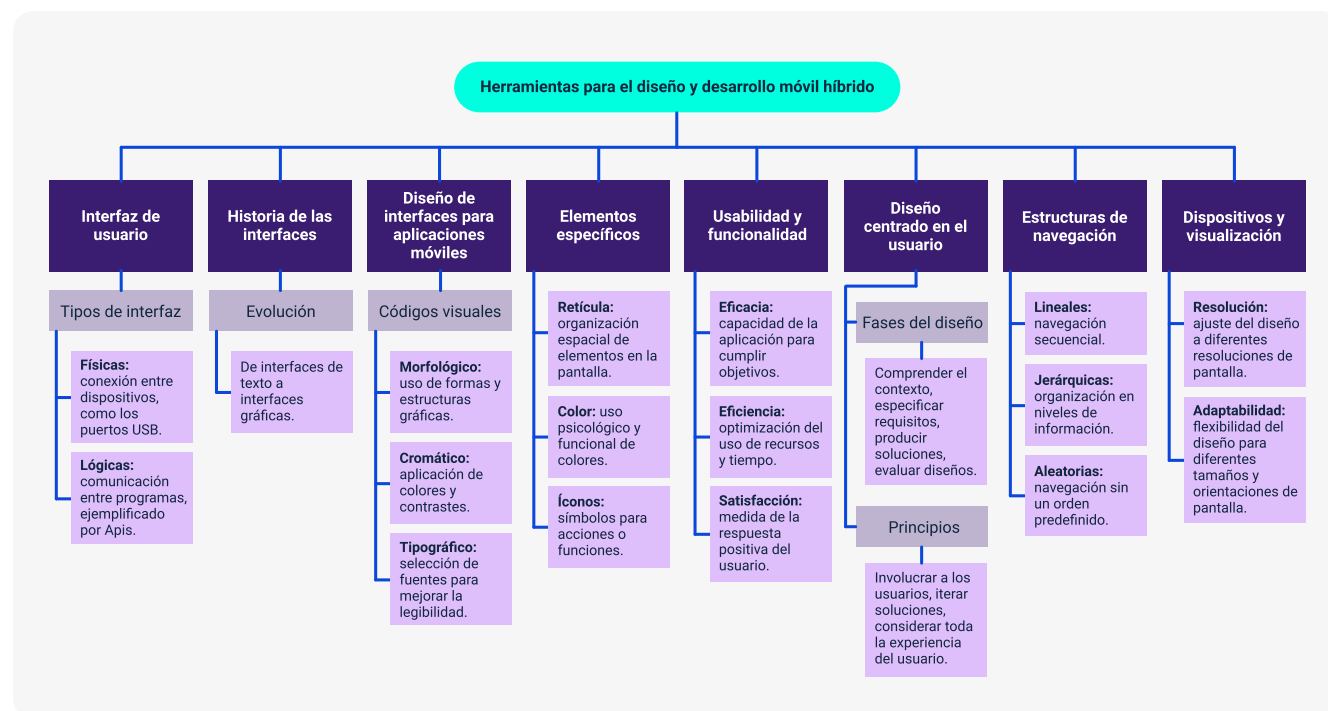 Herramientas para el diseño y desarrollo móvil híbrido
Interfaz de
usuario
Tipos de interfaz
Físicas:
conexión entre
dispositivos,
como los
puertos USB.
Lógicas:
comunicación
entre programas,
ejemplificado
por Apis.
Historia de las
interfaces
Evolución
De interfaces de
texto a
interfaces
gráficas.
Diseño de
interfaces para
aplicaciones
móviles
Códigos visuales
Morfológico:
uso de formas y
estructuras
gráficas.
Cromático:
aplicación de
colores y
contrastes.
Tipográfico:
selección de
fuentes para
mejorar la
legibilidad.
Elementos
específicos
Retícula:
organización
espacial de
elementos en la
pantalla.
Color: uso
psicológico y
funcional de
colores.
Íconos:
símbolos para
acciones o
funciones.
Usabilidad y
funcionalidad
Eficacia:
capacidad de la
aplicación para
cumplir
objetivos.
Eficiencia:
optimización del
uso de recursos
y tiempo.
Satisfacción:
medida de la
respuesta
positiva del
usuario.
Diseño
centrado en el
usuario
Fases del diseño
Comprender el
contexto,
especificar
requisitos,
producir
soluciones,
evaluar diseños.
Principios
Involucrar a los
usuarios, iterar
soluciones,
considerar toda
la experiencia
del usuario.
Estructuras de
navegación
Lineales:
navegación
secuencial.
Jerárquicas:
organización en
niveles de
información.
Aleatorias:
navegación sin
un orden
predefinido.
Dispositivos y
visualización
Resolución:
ajuste del diseño
a diferentes
resoluciones de
pantalla.
Adaptabilidad:
flexibilidad del
diseño para
diferentes
tamaños y
orientaciones de
pantalla.